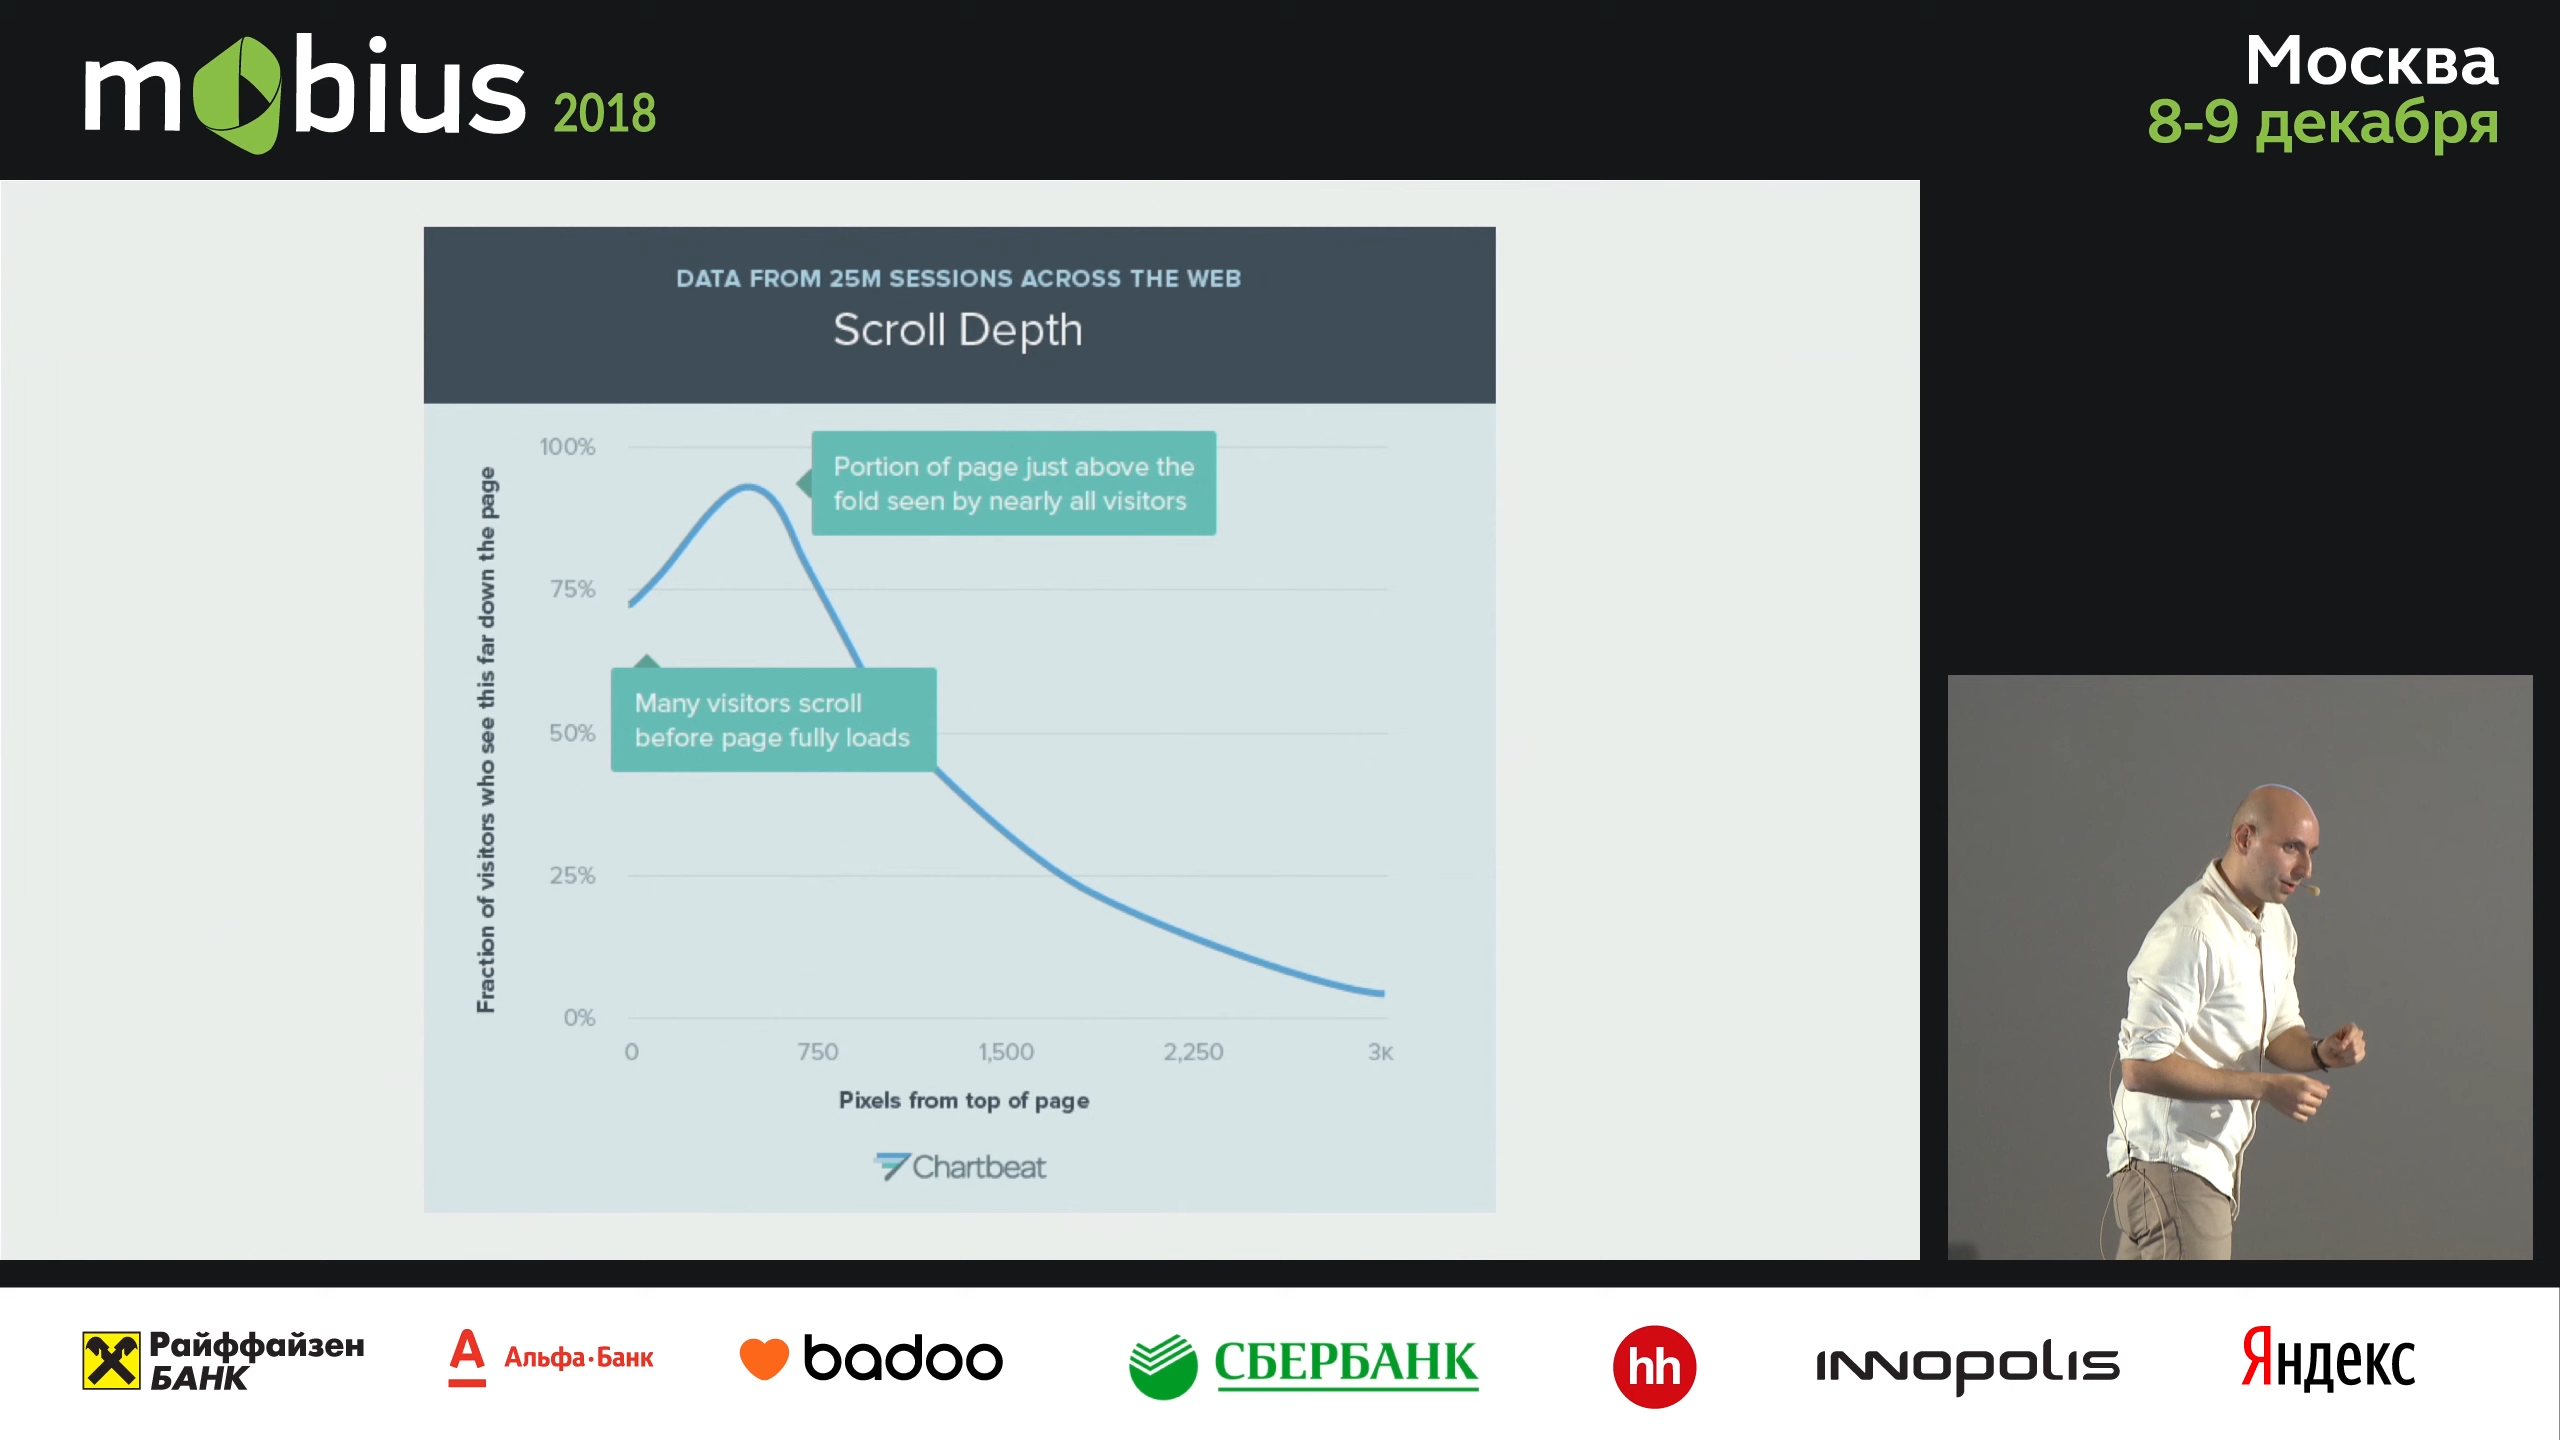 mobius 2018
Москва
8-9 декабря
DATA FROM 25M SESSIONS ACROSS THE WEB
Scroll Depth
Fraction of visitors who see this far down the page
100%
75%
50%
25%
0%
Portion of page just above the
fold seen by nearly all visitors
Many visitors scroll
before page fully loads
0 750 1,500 2,250 3K
Pixels from top of page
Chartbeat
Райффайзен
БАНК
А
Альфа·Банк
badoo
СБЕРБАНК
hh
INNOPOLIS
Яндекс